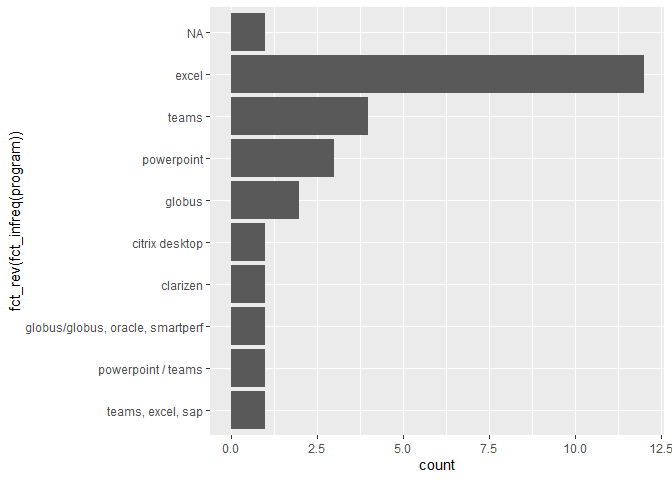 NA
excel
teams
powerpoint
globus
citrix desktop
clarizen
globus/globus, oracle, smartperf
powerpoint / teams
teams, excel, sap
fct_rev(fct_infreq(program))
0.0 2.5 5.0 7.5 10.0 12.5
count